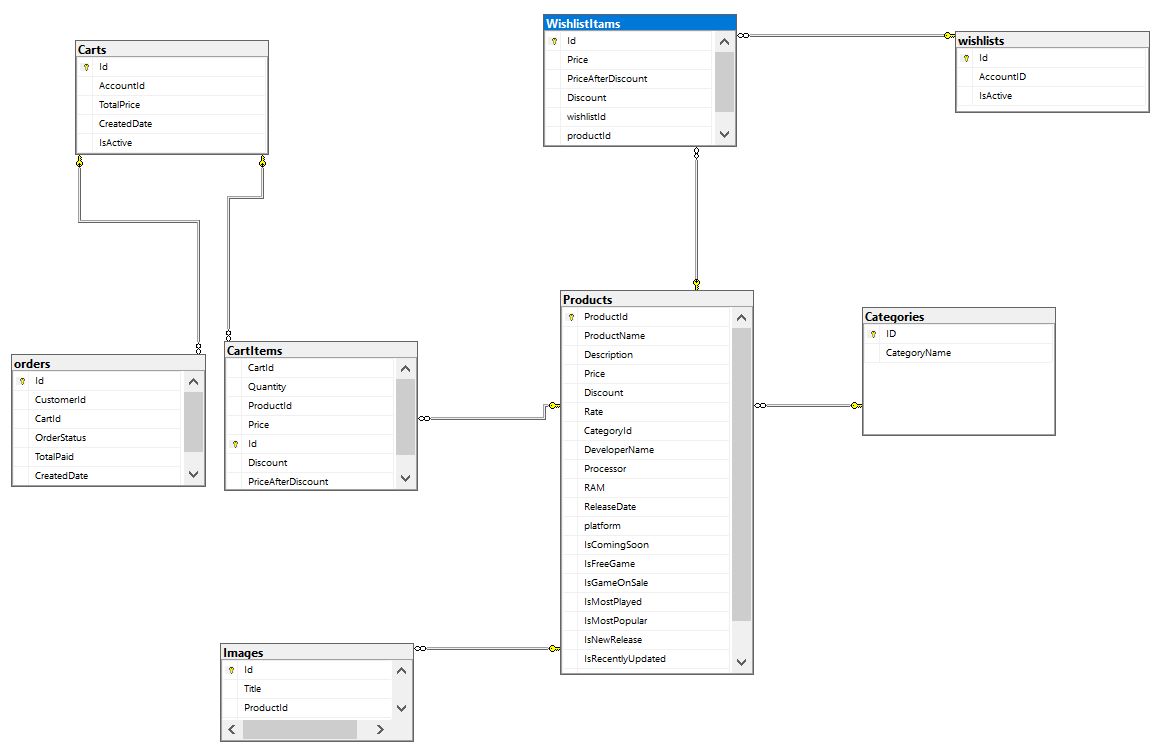 WishlistItams
Id
Price
PriceAfterDiscount
Discount
wishlistId
productId
wishlists
Id
AccountID
IsActive
Carts
Id
AccountId
TotalPrice
CreatedDate
IsActive
Products
ProductId
ProductName
Description
Price
Discount
Rate
CategoryId
DeveloperName
Processor
RAM
ReleaseDate
platform
IsComingSoon
IsFreeGame
IsGameOnSale
IsMostPlayed
IsMostPopular
IsNewRelease
IsRecentlyUpdated
Categories
ID
CategoryName
orders
Id
CustomerId
CartId
OrderStatus
TotalPaid
CreatedDate
CartItems
CartId
Quantity
ProductId
Price
Id
Discount
PriceAfterDiscount
Images
Id
Title
ProductId